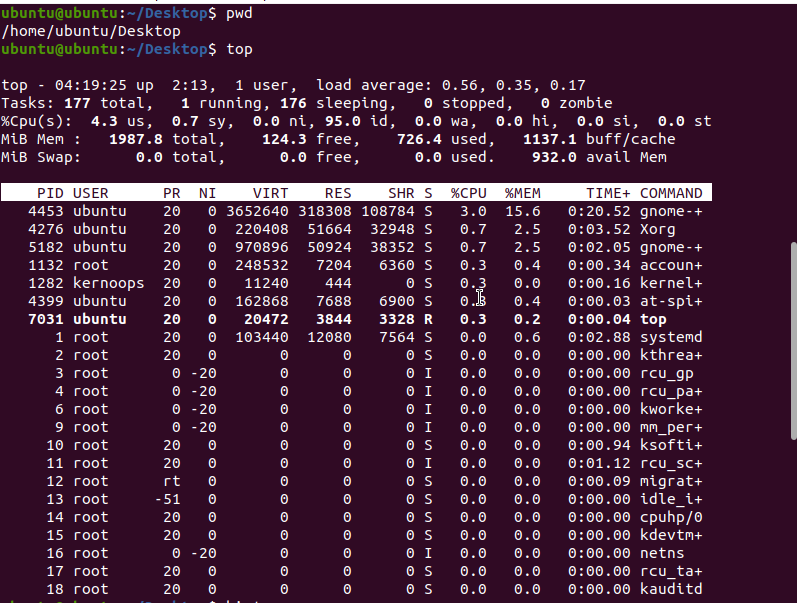 ubuntu@ubuntu:~/Desktop$ pwd
/home/ubuntu/Desktop
ubuntu@ubuntu:~/Desktop$ top
top - 04:19:25 up  2:13,  1 user,  load average: 0.56, 0.35, 0.17
Tasks: 177 total,   1 running, 176 sleeping,   0 stopped,   0 zombie
%Cpu(s):  4.3 us,  0.7 sy,  0.0 ni, 95.0 id,  0.0 wa,  0.0 hi,  0.0 si,  0.0 st
MiB Mem :   1987.8 total,    124.3 free,    726.4 used,   1137.1 buff/cache
MiB Swap:      0.0 total,      0.0 free,      0.0 used.    932.0 avail Mem
PID USER      PR  NI    VIRT    RES    SHR S  %CPU  %MEM     TIME+ COMMAND
4453 ubuntu    20   0 3652640 318308 108784 S   3.0  15.6   0:20.52 gnome-+
4276 ubuntu    20   0  220408  51664  32948 S   0.7   2.5   0:03.52 Xorg
5182 ubuntu    20   0  970896  50924  38352 S   0.7   2.5   0:02.05 gnome-+
1132 root      20   0  248532   7204   6360 S   0.3   0.4   0:00.34 accoun+
1282 kernoops  20   0   11240    444      0 S   0.3   0.0   0:00.16 kernel+
4399 ubuntu    20   0  162868   7688   6900 S   0.3   0.4   0:00.03 at-spi+
7031 ubuntu    20   0   20472   3844   3328 R   0.3   0.2   0:00.04 top
1 root      20   0  103440  12080   7564 S   0.0   0.6   0:02.88 systemd
2 root      20   0       0      0      0 S   0.0   0.0   0:00.00 kthrea+
3 root       0 -20       0      0      0 I   0.0   0.0   0:00.00 rcu_gp
4 root       0 -20       0      0      0 I   0.0   0.0   0:00.00 rcu_pa+
6 root       0 -20       0      0      0 I   0.0   0.0   0:00.00 kworke+
9 root       0 -20       0      0      0 I   0.0   0.0   0:00.00 mm_per+
10 root      20   0       0      0      0 S   0.0   0.0   0:00.94 ksofti+
11 root      20   0       0      0      0 I   0.0   0.0   0:01.12 rcu_sc+
12 root      rt   0       0      0      0 S   0.0   0.0   0:00.09 migrat+
13 root     -51   0       0      0      0 S   0.0   0.0   0:00.00 idle_i+
14 root      20   0       0      0      0 S   0.0   0.0   0:00.00 cpuhp/0
15 root      20   0       0      0      0 S   0.0   0.0   0:00.00 kdevtm+
16 root       0 -20       0      0      0 I   0.0   0.0   0:00.00 netns
17 root      20   0       0      0      0 S   0.0   0.0   0:00.00 rcu_ta+
18 root      20   0       0      0      0 S   0.0   0.0   0:00.00 kauditd